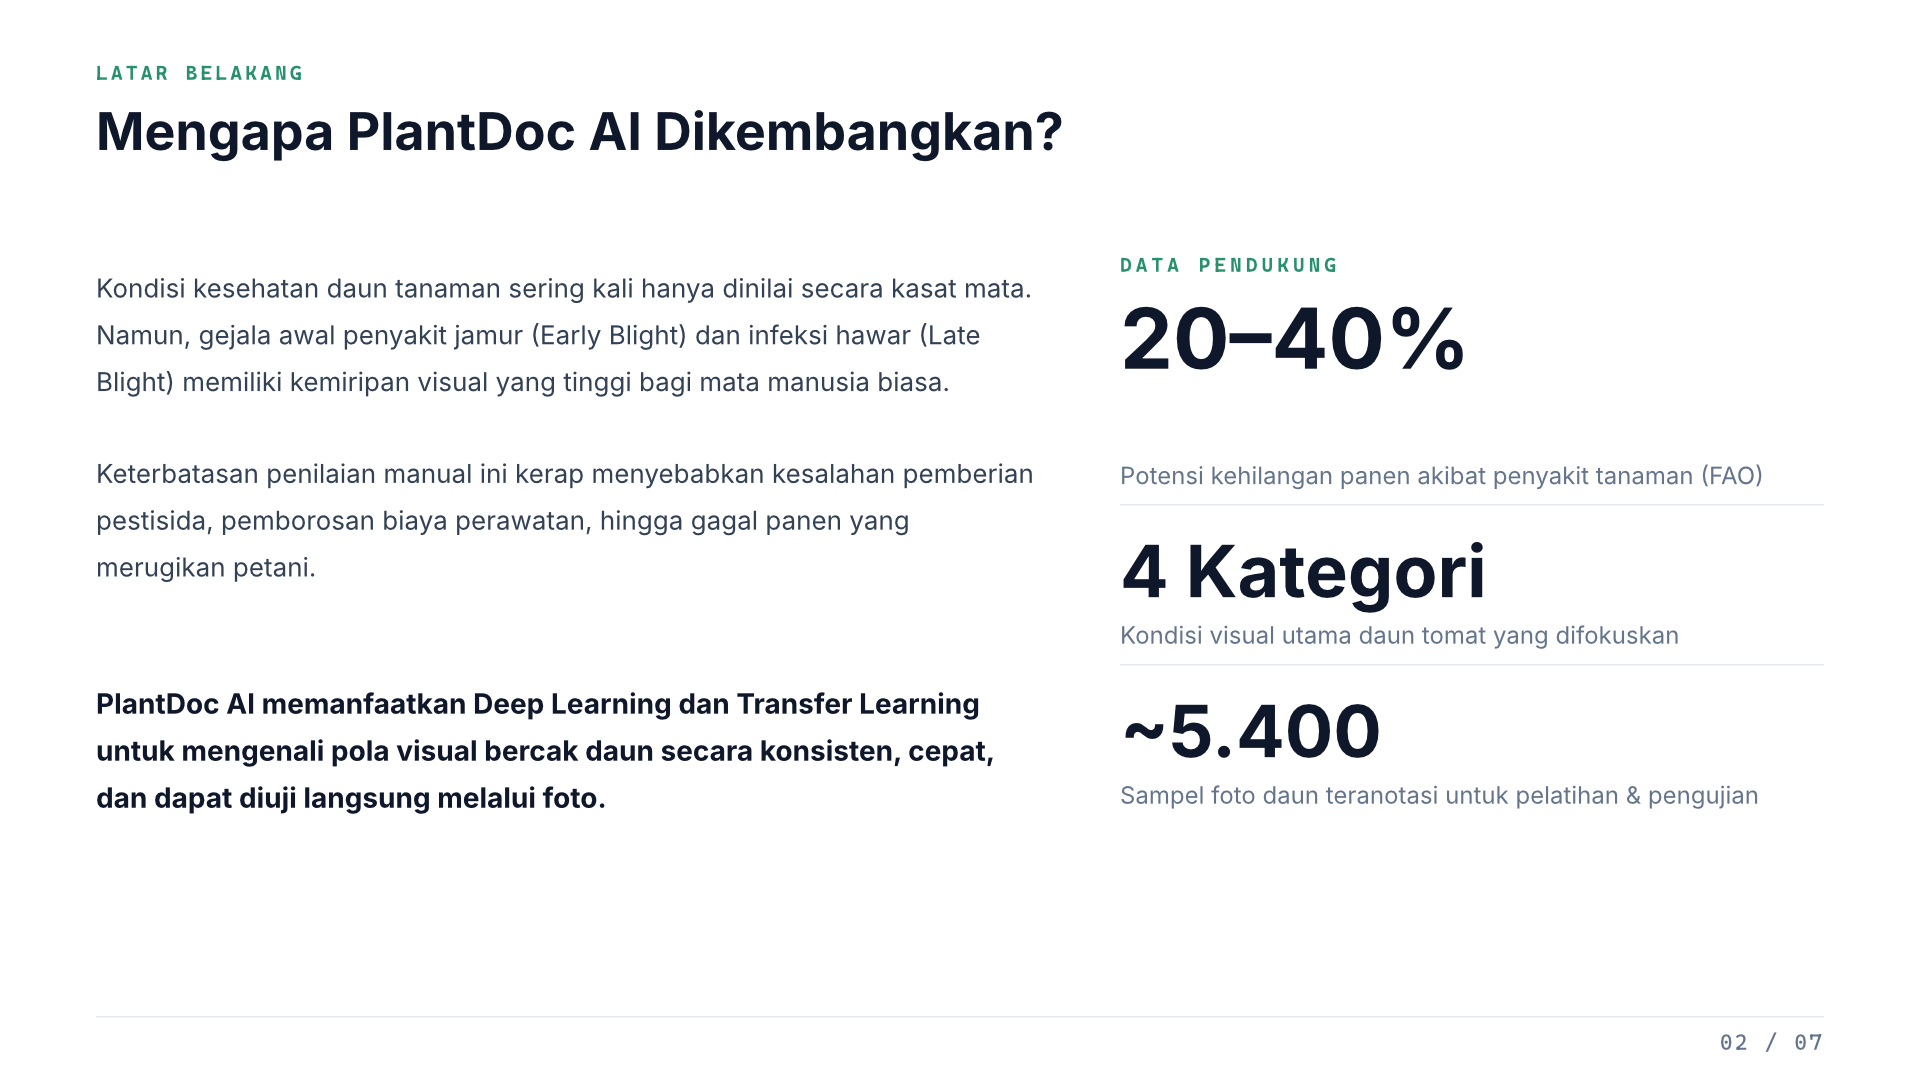 LATAR BELAKANG
Mengapa PlantDoc AI Dikembangkan?
Kondisi kesehatan daun tanaman sering kali hanya dinilai secara kasat mata.
Namun, gejala awal penyakit jamur (Early Blight) dan infeksi hawar (Late
Blight) memiliki kemiripan visual yang tinggi bagi mata manusia biasa.
Keterbatasan penilaian manual ini kerap menyebabkan kesalahan pemberian
pestisida, pemborosan biaya perawatan, hingga gagal panen yang
merugikan petani.
PlantDoc AI memanfaatkan Deep Learning dan Transfer Learning
untuk mengenali pola visual bercak daun secara konsisten, cepat,
dan dapat diuji langsung melalui foto.
DATA PENDUKUNG
20–40%
Potensi kehilangan panen akibat penyakit tanaman (FAO)
4 Kategori
Kondisi visual utama daun tomat yang difokuskan
~5.400
Sampel foto daun teranotasi untuk pelatihan & pengujian
02 / 07